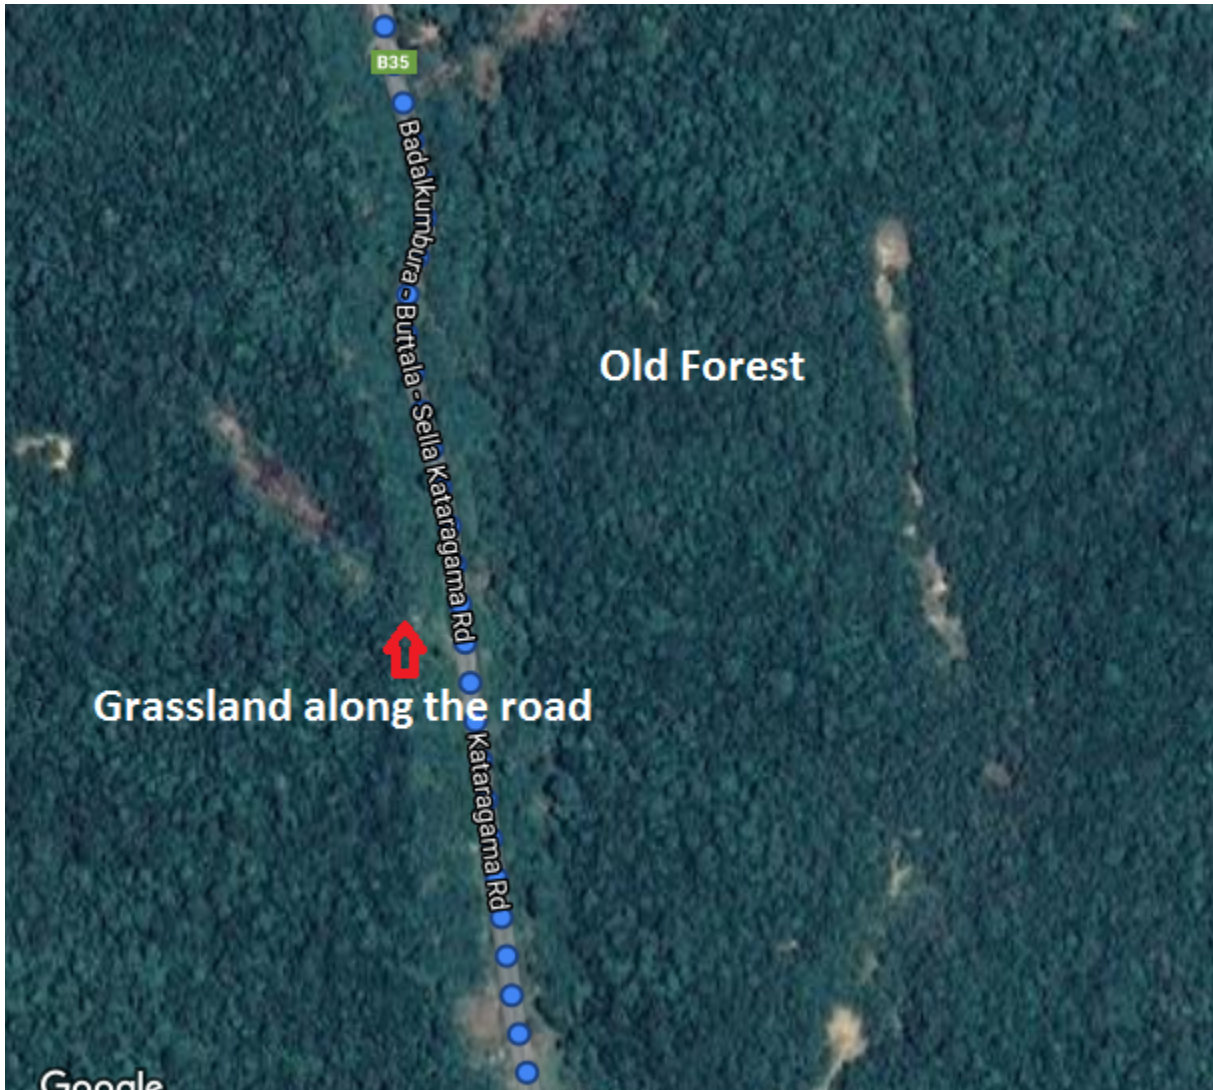 B35
Badalkumbura - Buttala - Sella Kataragama Rd
Old Forest
Grassland along the road
Kataragama Rd
Google